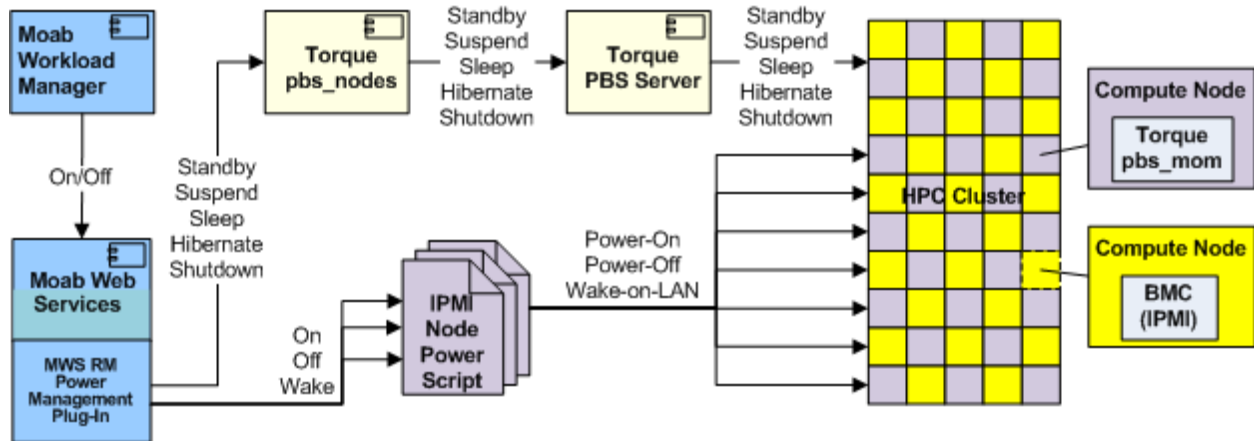 Moab
Workload
Manager
On/Off
Moab Web
Services
MWS RM
Power
Management
Plug-In
Standby
Suspend
Sleep
Hibernate
Shutdown
Torque
pbs_nodes
Standby
Suspend
Sleep
Hibernate
Shutdown
Torque
PBS Server
Standby
Suspend
Sleep
Hibernate
Shutdown
On
Off
Wake
IPMI
Node
Power
Script
Power-On
Power-Off
Wake-on-LAN
HPC Cluster
Compute Node
Torque
pbs_mom
Compute Node
BMC
(IPMI)